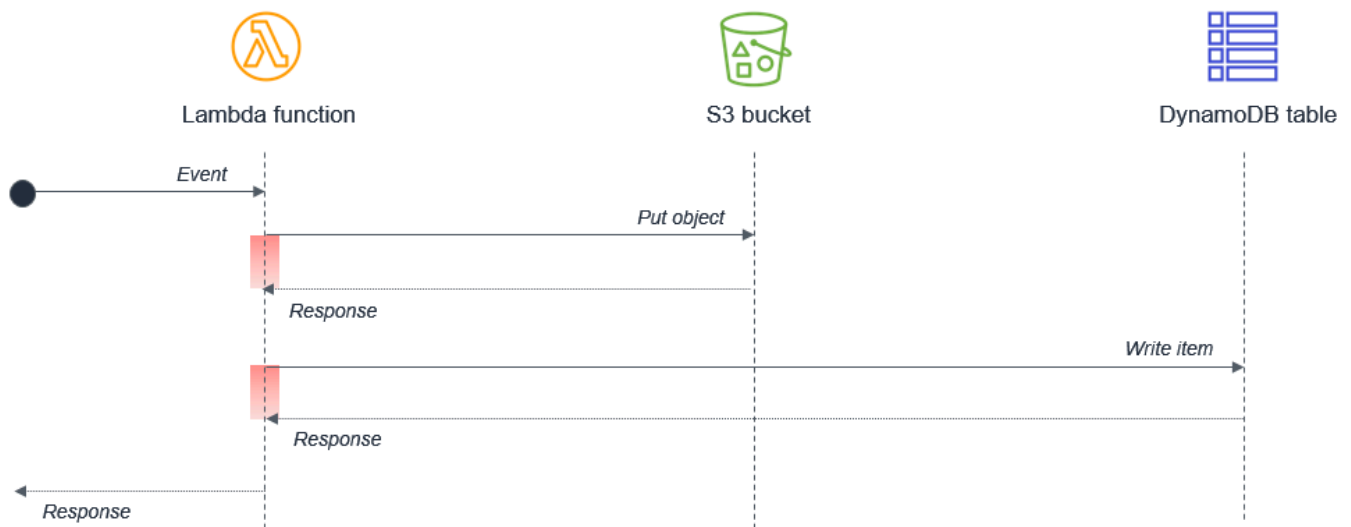 Lambda function
S3 bucket
DynamoDB table
Event
Put object
Response
Write item
Response
Response